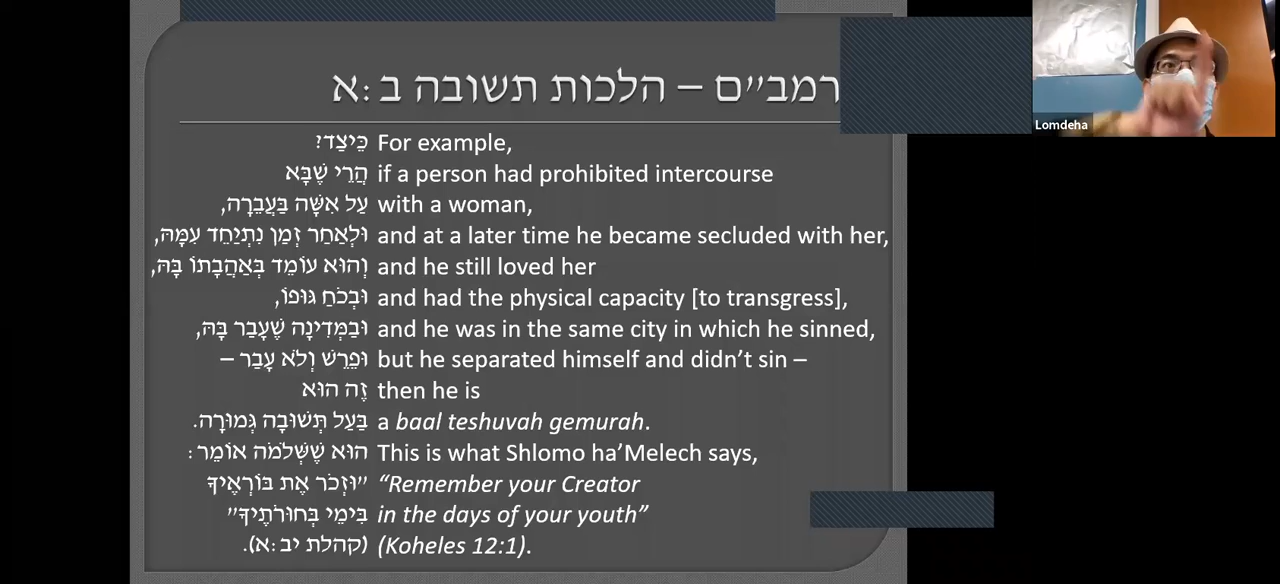 רמב״ם – הלכות תשובה ב:א
כֵּיצַד? For example,
הֲרֵי שֶׁבָּא if a person had prohibited intercourse
עַל אִשָּׁה בַּעֲבֵרָה, with a woman,
וּלְאַחַר זְמַן נִתְיַחֵד עִמָּהּ, and at a later time he became secluded with her,
וְהוּא עוֹמֵד בְּאַהֲבָתוֹ בָּהּ, and he still loved her
וּבְכֹחַ גּוּפוֹ, and had the physical capacity [to transgress],
וּבַמְּדִינָה שֶׁעָבַר בָּהּ, and he was in the same city in which he sinned,
וּפֵרֵשׁ וְלֹא עָבַר – but he separated himself and didn’t sin –
זֶה הוּא then he is
בַּעַל תְּשׁוּבָה גְּמוּרָה. a baal teshuvah gemurah.
הוּא שֶׁשְּׁלֹמֹה אוֹמֵר: This is what Shlomo ha’Melech says,
״וּזְכֹר אֶת בּוֹרְאֶיךָ “Remember your Creator
בִּימֵי בְּחוּרֹתֶיךָ״ in the days of your youth”
(קהלת יב:א). (Koheles 12:1).
Lomdeha